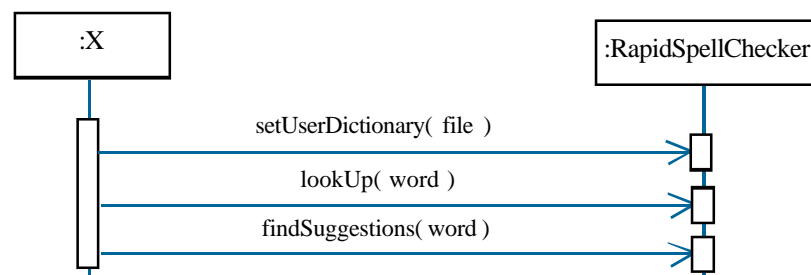 :X
:RapidSpellChecker
setUserDictionary( file )
lookUp( word )
findSuggestions( word )